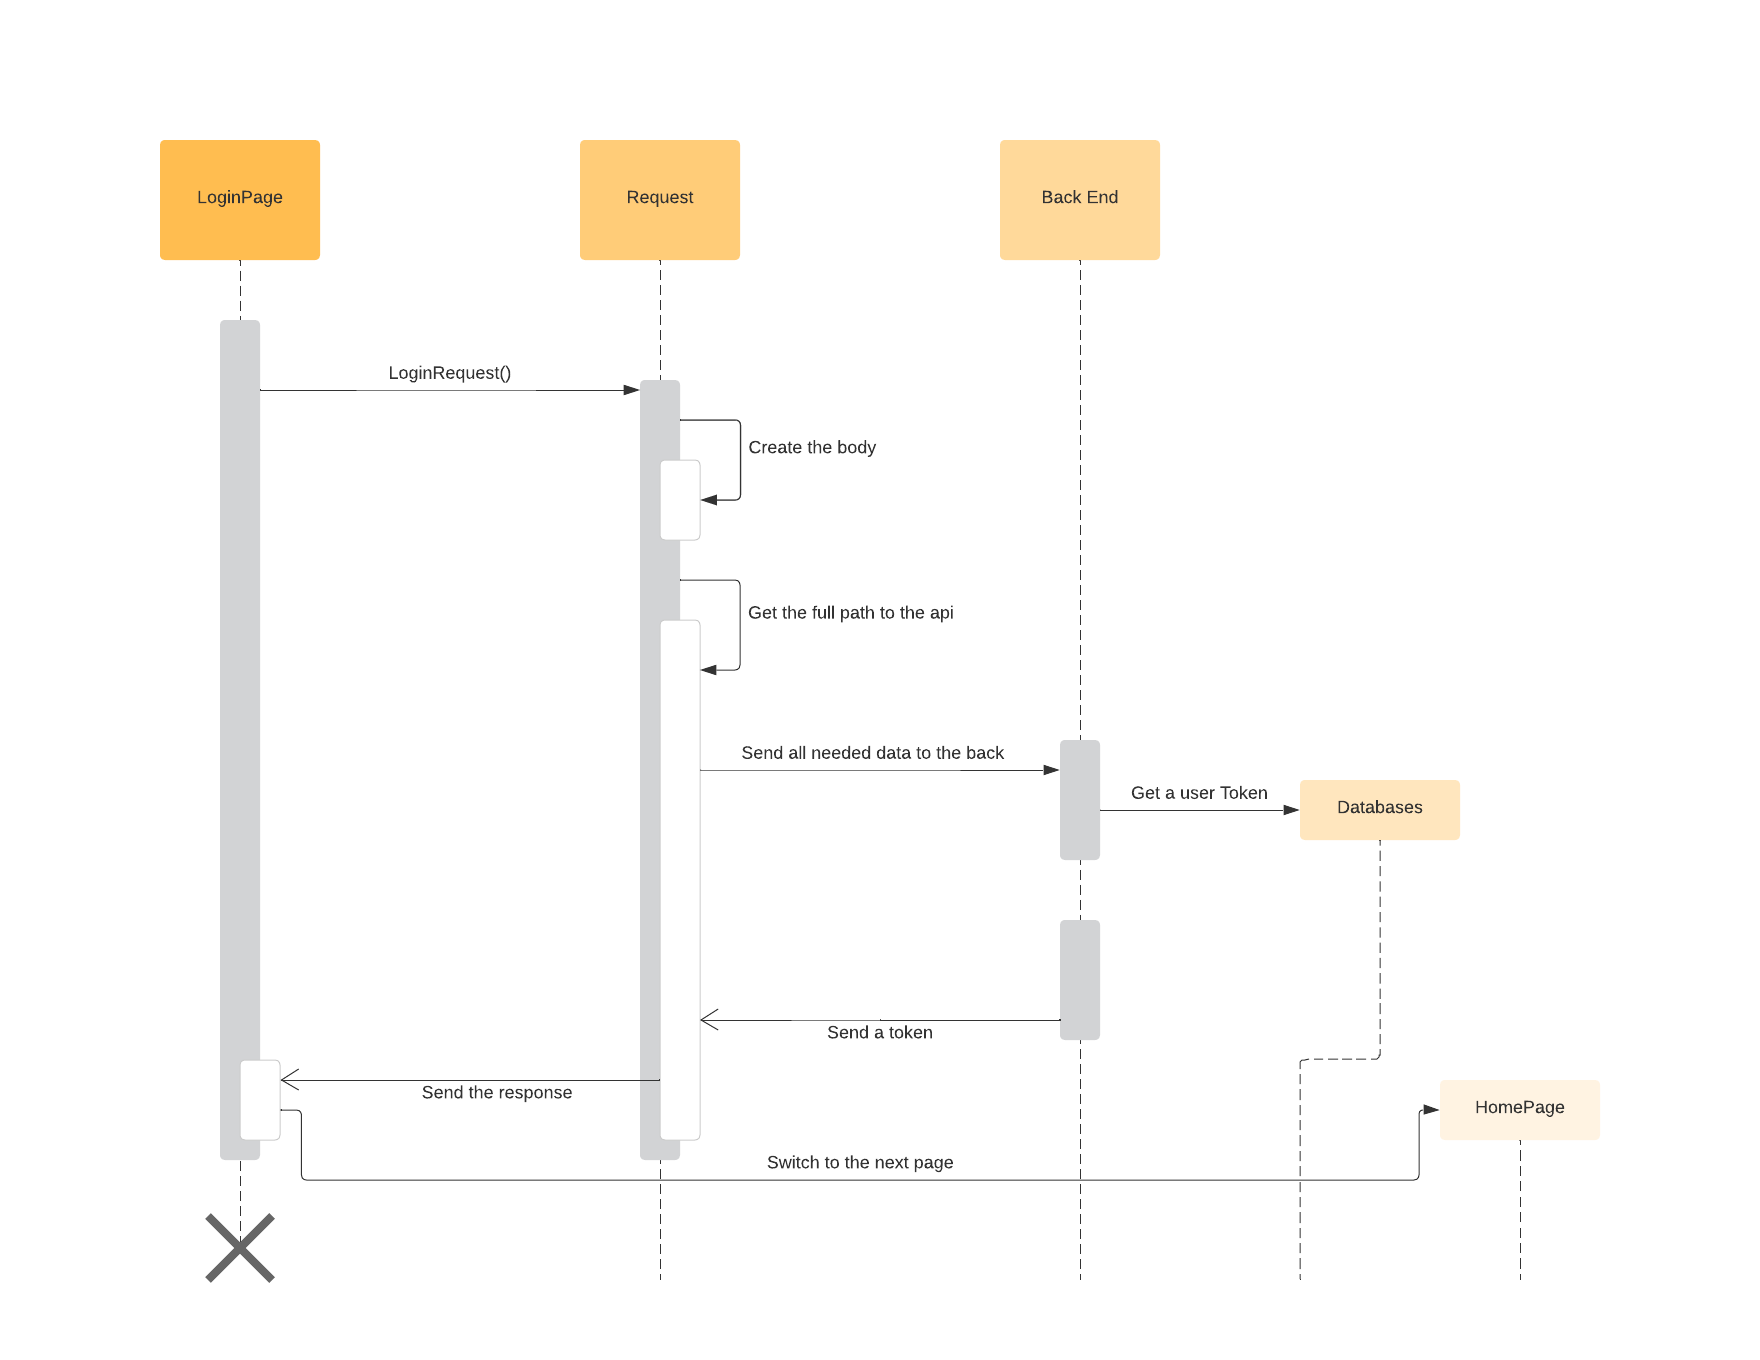 LoginPage
Request
Back End
LoginRequest()
Create the body
Get the full path to the api
Send all needed data to the back
Get a user Token
Databases
Send a token
Send the response
HomePage
Switch to the next page